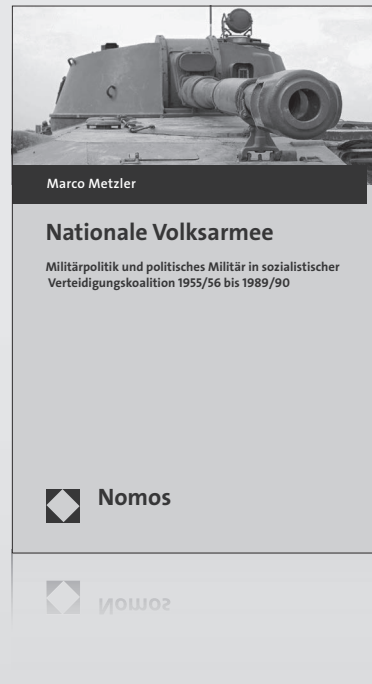 Marco Metzler
Nationale Volksarmee
Militärpolitik und politisches Militär in sozialistischer
Verteidigungskoalition 1955/56 bis 1989/90
Nomos
Nomos